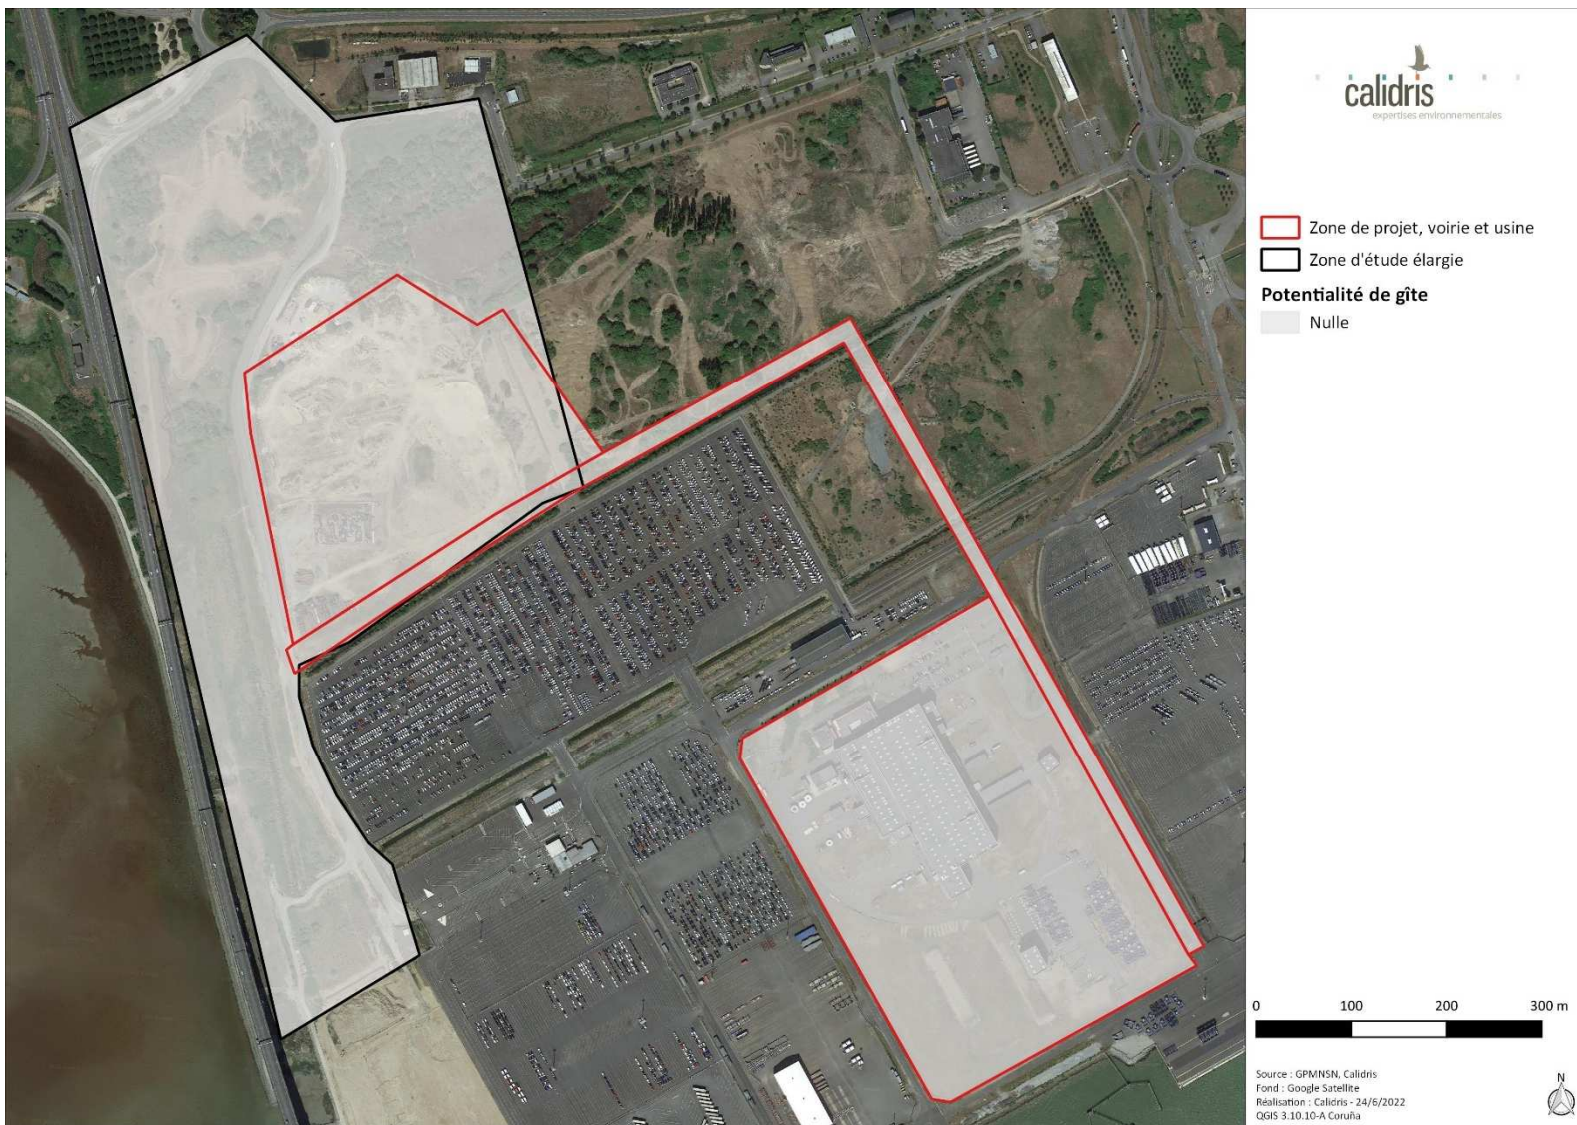 calidris
expertises environnementales
Zone de projet, voirie et usine
Zone d'étude élargie
Potentialité de gîte
Nulle
0 100 200 300 m
Source : GPMNSN, Calidris
Fond : Google Satellite
Réalisation : Calidris - 24/6/2022
QGIS 3.10.10-A Coruña
N